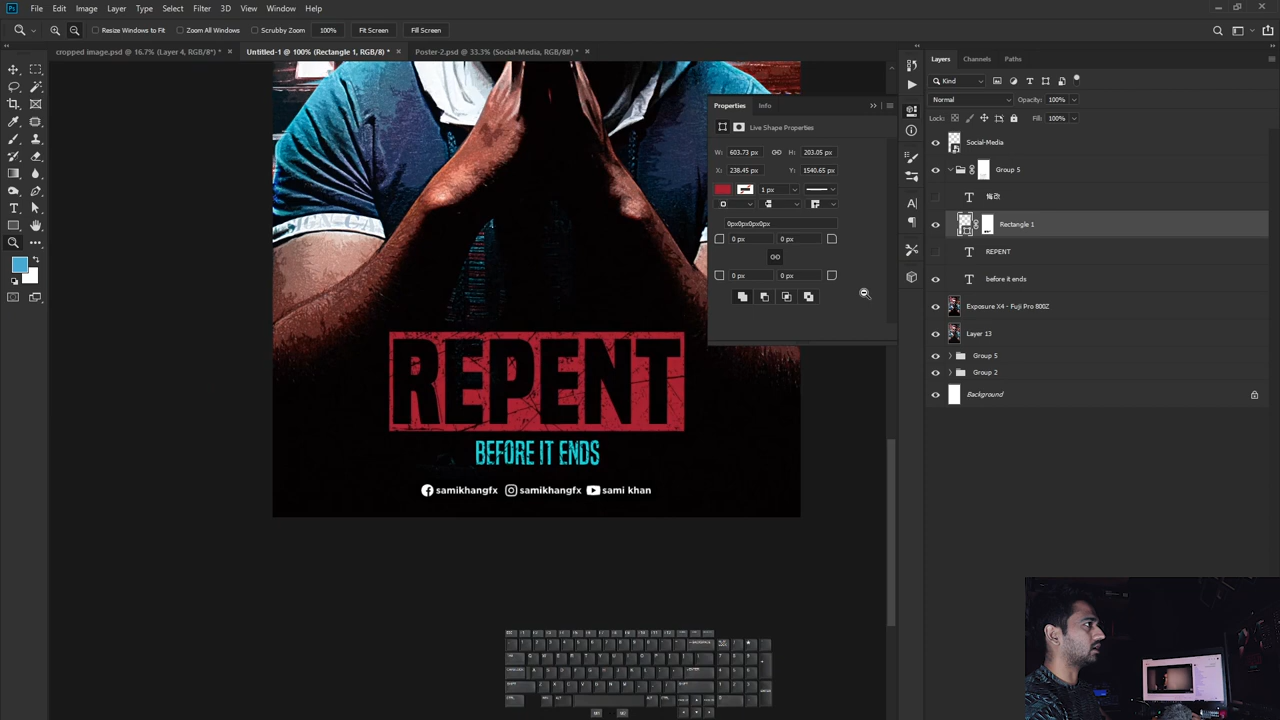 File Edit Image Layer Type Select Filter 3D View Window Help
Resize Windows to Fit Zoom All Windows Scrubby Zoom 100% Fit Screen Fill Screen
cropped image.psd @ 16.7% (Layer 4, RGB/8*) * × Untitled-1 @ 100% (Rectangle 1, RGB/8) * × Poster-2.psd @ 33.3% (Social-Media, RGB/8#) * ×
Properties Info
Live Shape Properties
W: 603.73 px H: 203.05 px
X: 238.45 px Y: 1540.65 px
1 px
0px0px0px0px
0 px 0 px
0 px 0 px
Layers Channels Paths
Kind
Normal Opacity: 100%
Lock: Fill: 100%
Social-Media
Group 5
Rectangle 1
REPENT
before it ends
Exposure X4 - Fuji Pro 800Z
Layer 13
Group 5
Group 2
Background
REPENT
BEFORE IT ENDS
samikhangfx samikhangfx sami khan